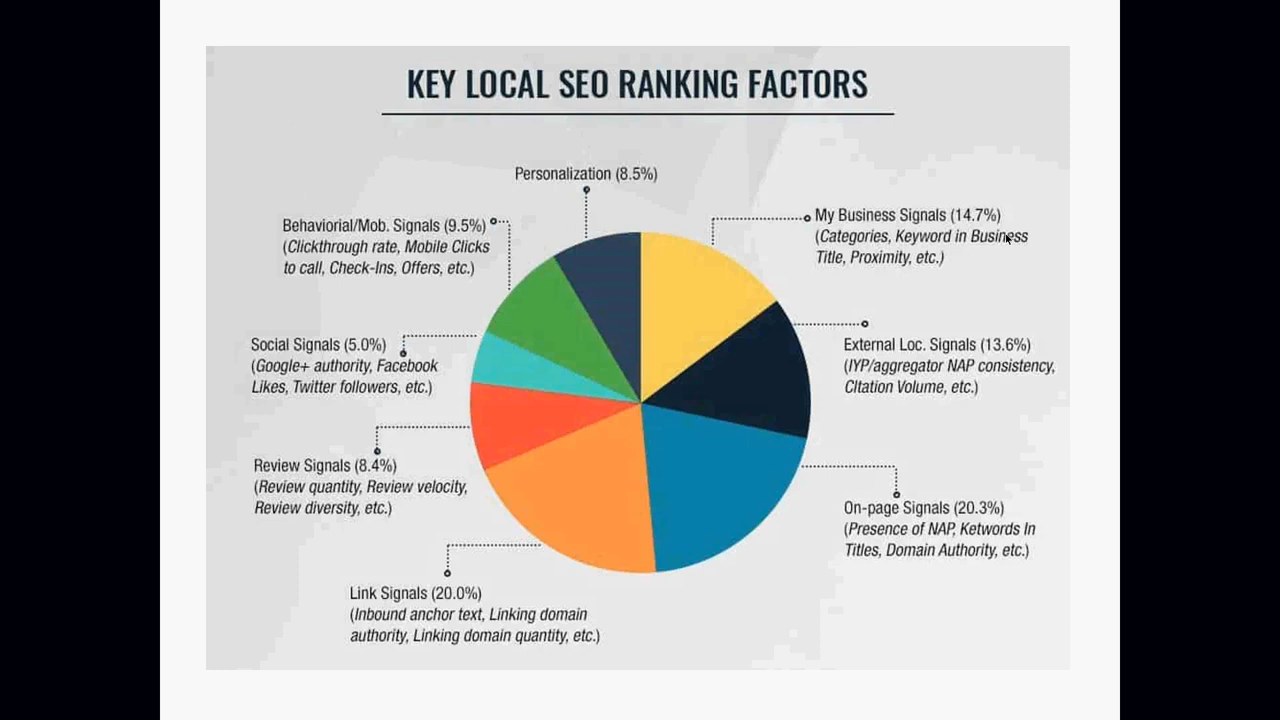 KEY LOCAL SEO RANKING FACTORS
Personalization (8.5%)
My Business Signals (14.7%)
(Categories, Keyword in Business
Title, Proximity, etc.)
Behaviorial/Mob. Signals (9.5%)
(Clickthrough rate, Mobile Clicks
to call, Check-Ins, Offers, etc.)
External Loc. Signals (13.6%)
(IYP/aggregator NAP consistency,
CItation Volume, etc.)
Social Signals (5.0%)
(Google+ authority, Facebook
Likes, Twitter followers, etc.)
On-page Signals (20.3%)
(Presence of NAP, Ketwords In
Titles, Domain Authority, etc.)
Review Signals (8.4%)
(Review quantity, Review velocity,
Review diversity, etc.)
Link Signals (20.0%)
(Inbound anchor text, Linking domain
authority, Linking domain quantity, etc.)